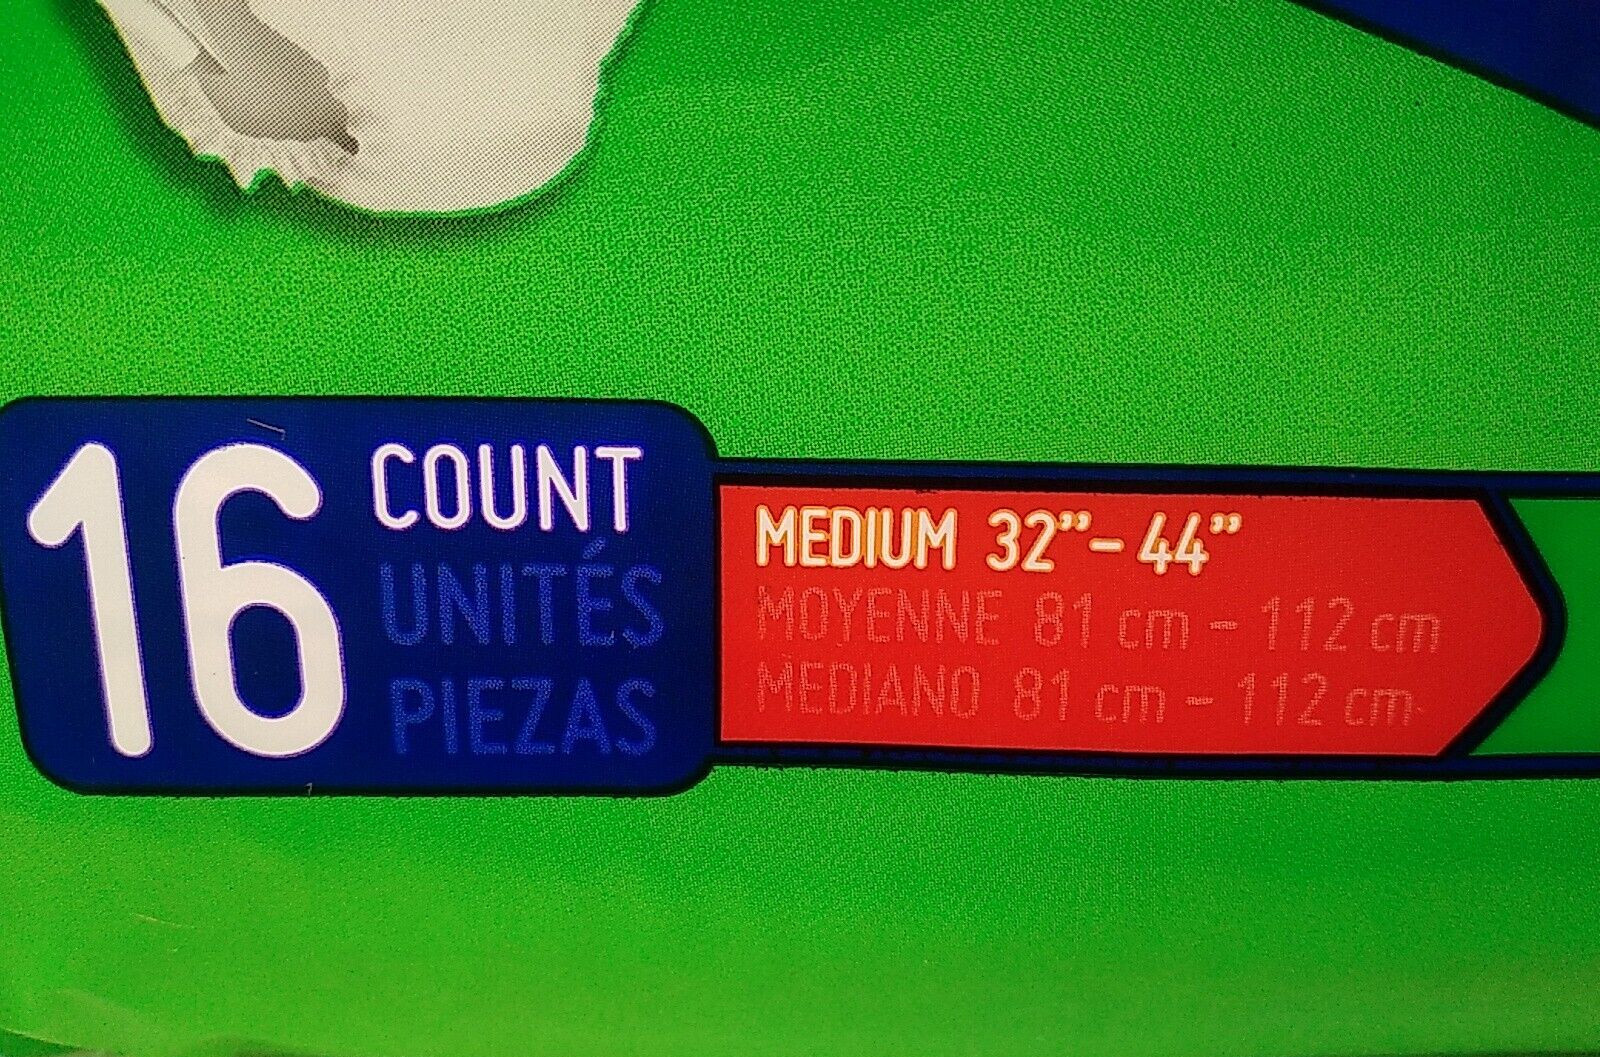 16
COUNT
UNITÉS
PIEZAS
MEDIUM 32”– 44”
MOYENNE 81 cm – 112 cm
MEDIANO 81 cm – 112 cm